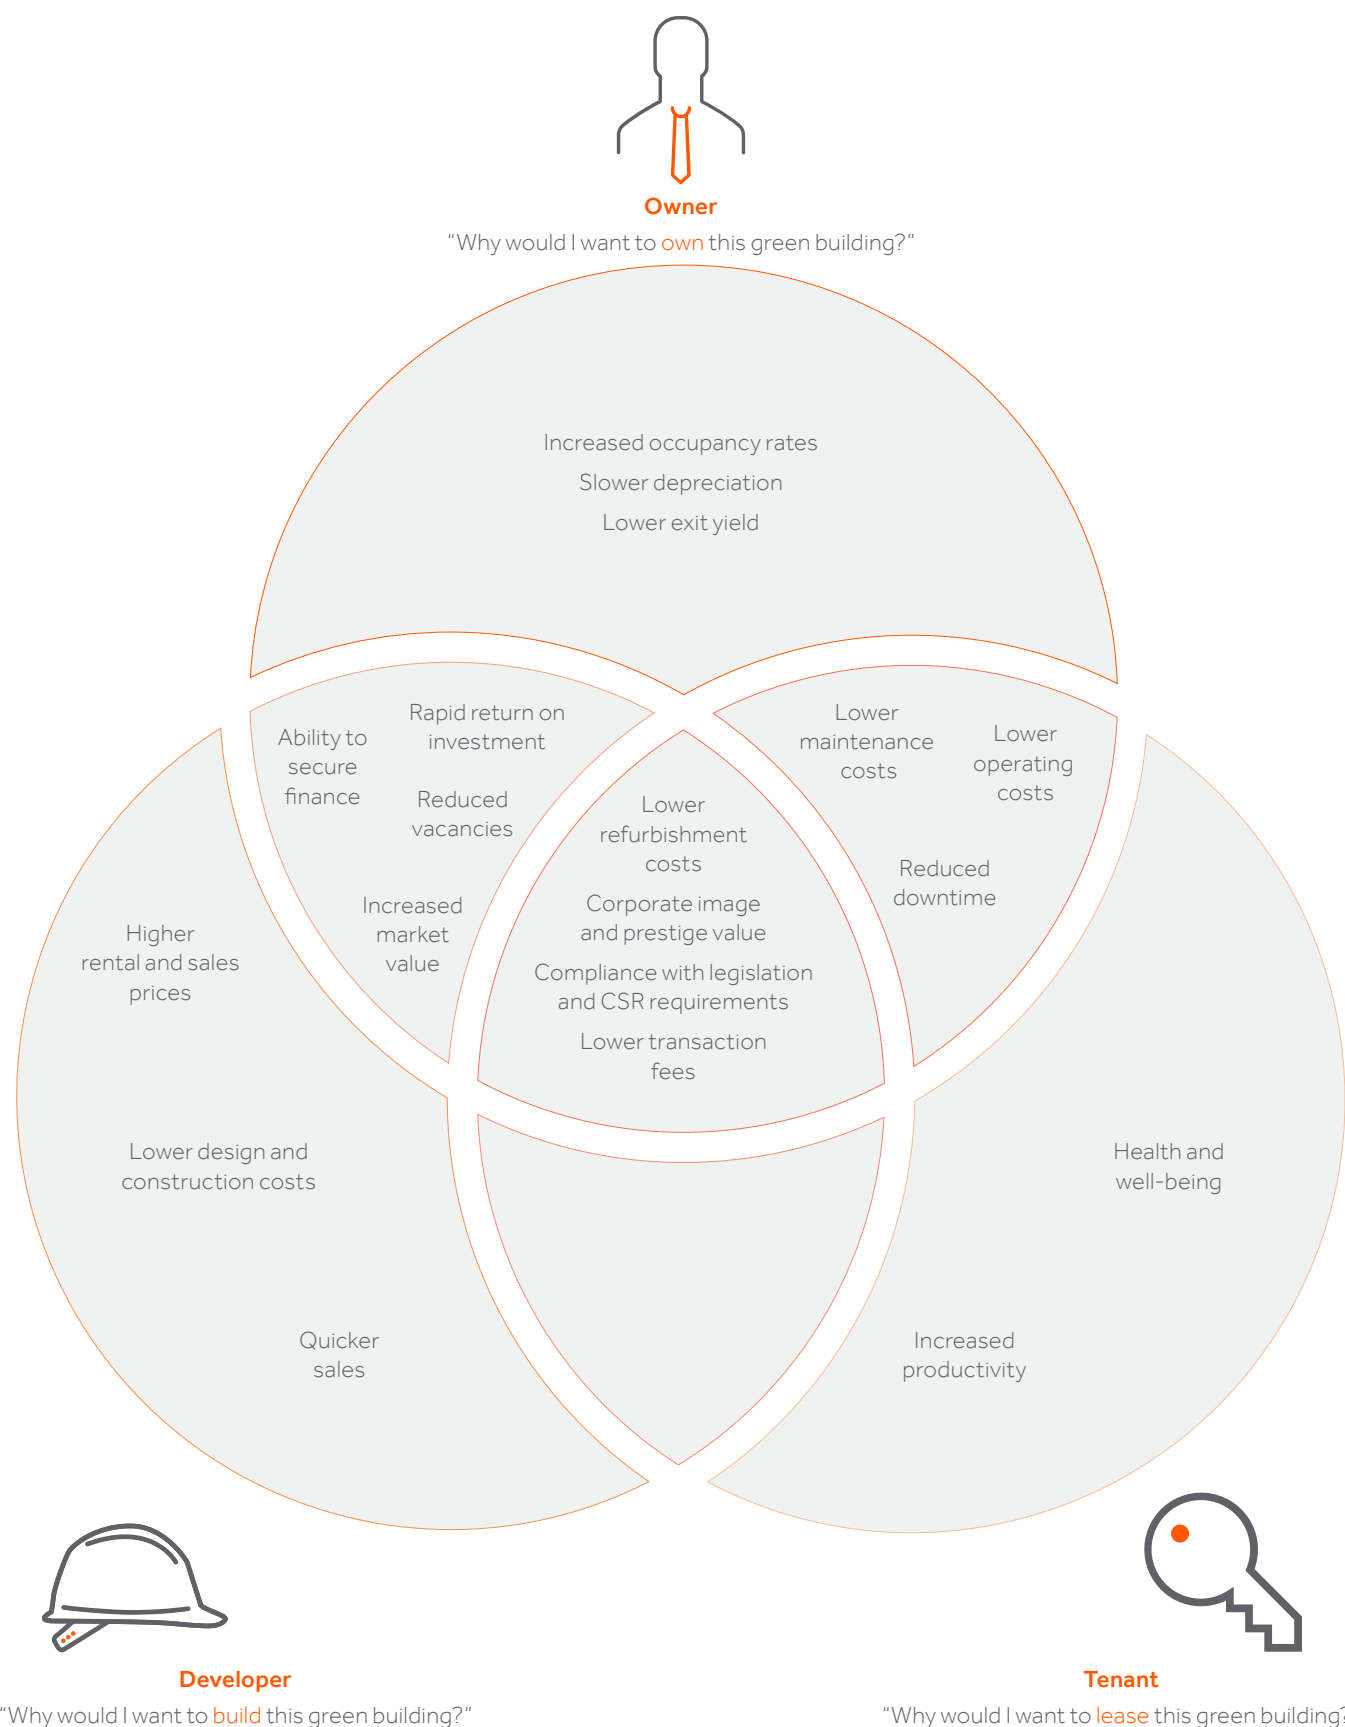 Owner
“Why would I want to own this green building?”
Increased occupancy rates
Slower depreciation
Lower exit yield
Ability to
secure
finance
Rapid return on
investment
Reduced
vacancies
Increased
market
value
Lower
maintenance
costs
Lower
operating
costs
Reduced
downtime
Lower
refurbishment
costs
Corporate image
and prestige value
Compliance with legislation
and CSR requirements
Lower transaction
fees
Higher
rental and sales
prices
Lower design and
construction costs
Quicker
sales
Health and
well-being
Increased
productivity
Developer
“Why would I want to build this green building?”
Tenant
“Why would I want to lease this green building?